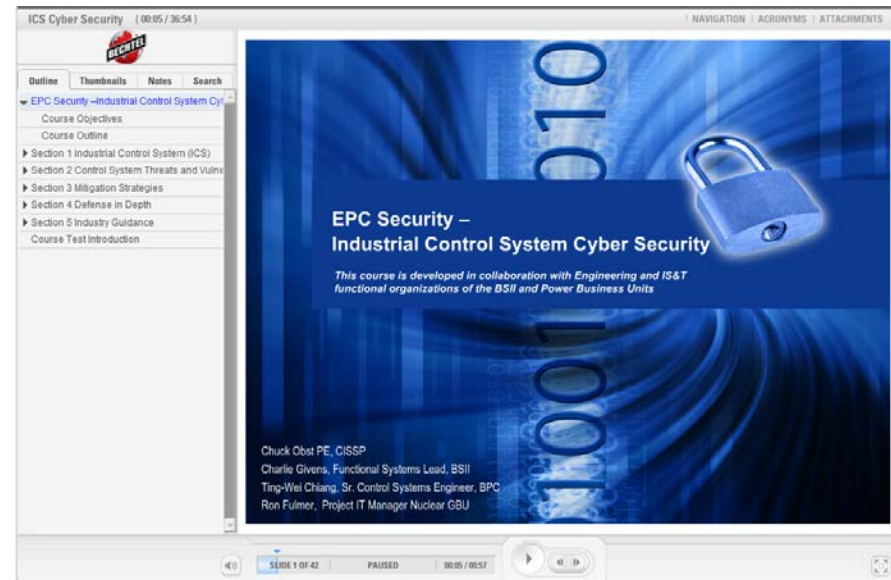 ICS Cyber Security ( 00:05 / 36:54 )
NAVIGATION | ACRONYMS | ATTACHMENTS
BECHTEL
Outline Thumbnails Notes Search
EPC Security –Industrial Control System Cyt
Course Objectives
Course Outline
Section 1 Industrial Control System (ICS)
Section 2 Control System Threats and Vulne
Section 3 Mitigation Strategies
Section 4 Defense in Depth
Section 5 Industry Guidance
Course Test Introduction
EPC Security –
Industrial Control System Cyber Security
This course is developed in collaboration with Engineering and IS&T
functional organizations of the BSII and Power Business Units
Chuck Obst PE, CISSP
Charlie Givens, Functional Systems Lead, BSII
Ting-Wei Chiang, Sr. Control Systems Engineer, BPC
Ron Fulmer, Project IT Manager Nuclear GBU
SLIDE 1 OF 42 PAUSED 00:05 / 00:57